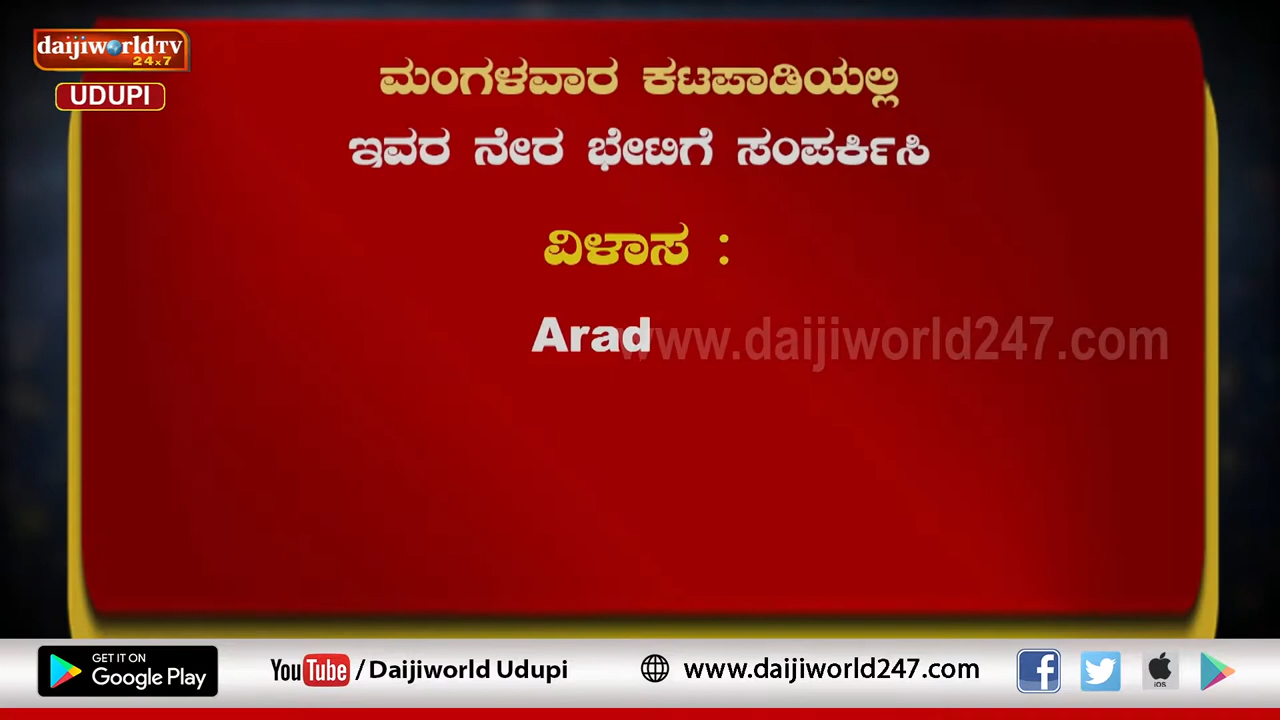 daijiworldTV
24x7
UDUPI
ಮಂಗಳವಾರ ಕಟಪಾಡಿಯಲ್ಲಿ
ಇವರ ನೇರ ಭೇಟಿಗೆ ಸಂಪರ್ಕಿಸಿ
ವಿಳಾಸ :
Arad
www.daijiworld247.com
GET IT ON
Google Play
YouTube /Daijiworld Udupi
www.daijiworld247.com
iOS